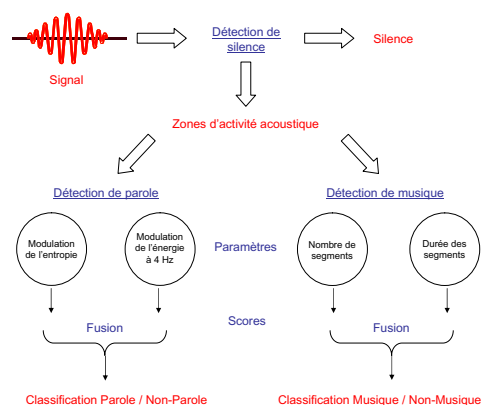 Signal
Détection de
silence
Silence
Zones d'activité acoustique
Détection de parole
Détection de musique
Modulation
de l'entropie
Modulation
de l'énergie
à 4 Hz
Paramètres
Nombre de
segments
Durée des
segments
Fusion
Scores
Fusion
Classification Parole / Non-Parole
Classification Musique / Non-Musique